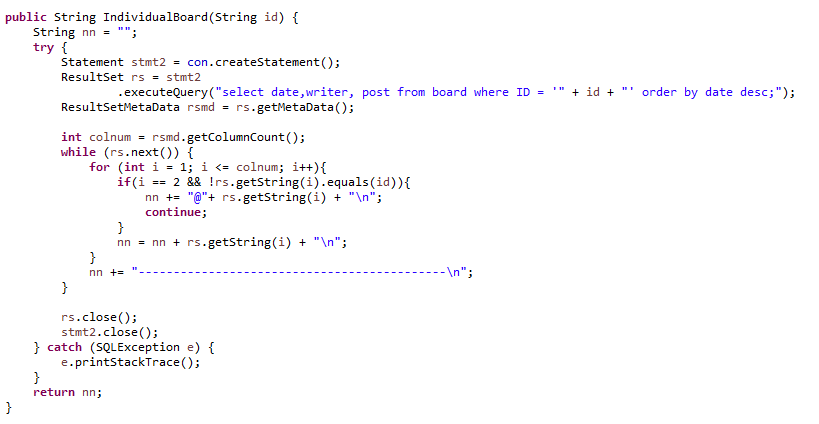 public String IndividualBoard(String id) {
    String nn = "";
    try {
        Statement stmt2 = con.createStatement();
        ResultSet rs = stmt2
                .executeQuery("select date,writer, post from board where ID = '" + id + "' order by date desc;");
        ResultSetMetaData rsmd = rs.getMetaData();

        int colnum = rsmd.getColumnCount();
        while (rs.next()) {
            for (int i = 1; i <= colnum; i++){
                if(i == 2 && !rs.getString(i).equals(id)){
                    nn += "@"+ rs.getString(i) + "\n";
                    continue;
                }
                nn = nn + rs.getString(i) + "\n";
            }
            nn += "--------------------------------------------\n";
        }

        rs.close();
        stmt2.close();
    } catch (SQLException e) {
        e.printStackTrace();
    }
    return nn;
}